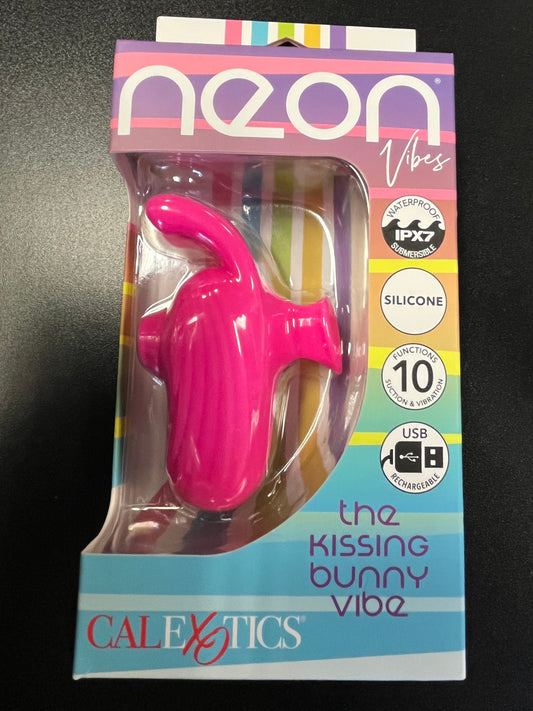 neon®
Vibes
WATERPROOF
IPX7
SUBMERSIBLE
SILICONE
FUNCTIONS
10
SUCTION & VIBRATION
USB
RECHARGEABLE
the
KISSING
bunny
vibe
CALEXOTICS®